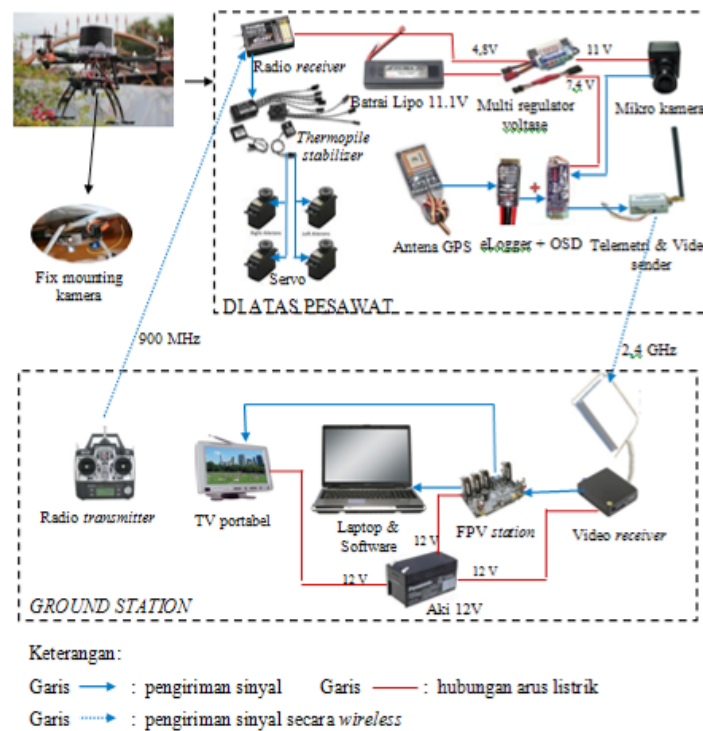 Radio receiver
4,8V
11 V
Batrai Lipo 11.1V
7,4 V
Multi regulator
voltase
Mikro kamera
Thermopile
stabilizer
Servo
Antena GPS
eLogger + OSD
Telemetri & Vide
sender
Fix mounting
kamera
DI ATAS PESAWAT
900 MHz
2,4 GHz
Radio transmitter
TV portabel
Laptop &
Software
FPV station
Video receiver
12 V
12 V
12 V
Aki 12V
GROUND STATION
Keterangan:
Garis : pengiriman sinyal Garis : hubungan arus listrik
Garis : pengiriman sinyal secara wireless